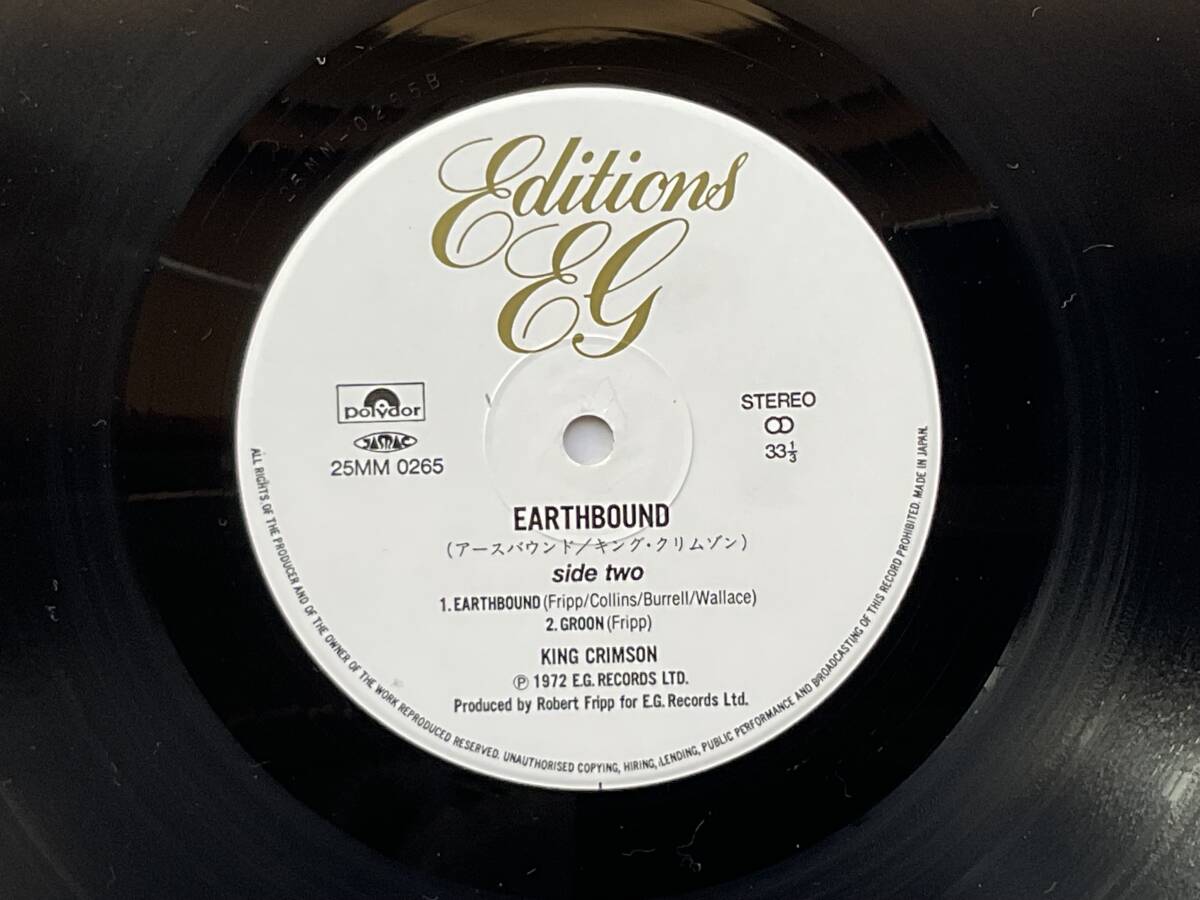 25MM-0265B
Editions
EG
polydor
JASRAC
25MM 0265
STEREO
33⅓
EARTHBOUND
(アースバウンド/キング・クリムゾン)
side two
1. EARTHBOUND (Fripp/Collins/Burrell/Wallace)
2. GROON (Fripp)
KING CRIMSON
Ⓟ 1972 E.G. RECORDS LTD.
Produced by Robert Fripp for E.G. Records Ltd.
ALL RIGHTS OF THE PRODUCER AND OF THE OWNER OF THE WORK REPRODUCED RESERVED. UNAUTHORISED COPYING, HIRING, LENDING, PUBLIC PERFORMANCE AND BROADCASTING OF THIS RECORD PROHIBITED. MADE IN JAPAN.